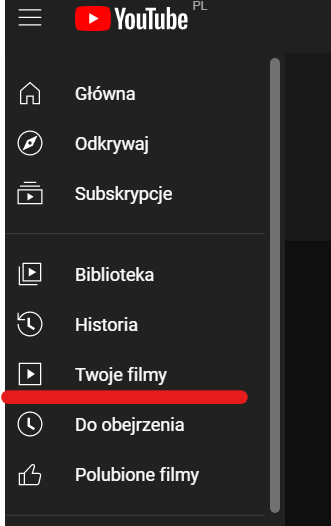 YouTube PL
Główna
Odkrywaj
Subskrypcje
Biblioteka
Historia
Twoje filmy
Do obejrzenia
Polubione filmy